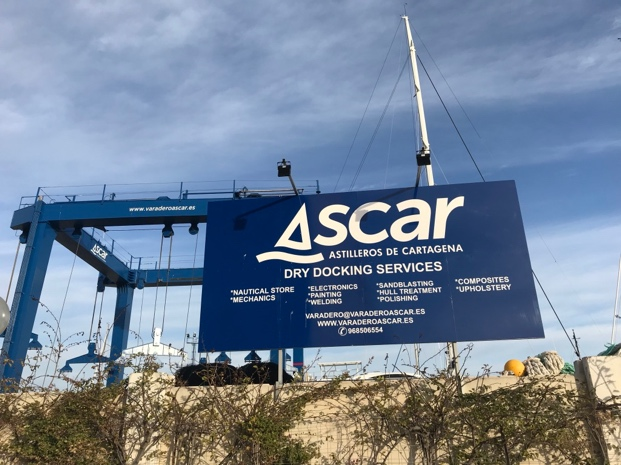 www.varaderoascar.es
ascar
ascar
ASTILLEROS DE CARTAGENA
DRY DOCKING SERVICES
*NAUTICAL STORE *ELECTRONICS *SANDBLASTING *COMPOSITES
*MECHANICS *PAINTING *HULL TREATMENT *UPHOLSTERY
*WELDING *POLISHING
VARADERO@VARADEROASCAR.ES
WWW.VARADEROASCAR.ES
968506554